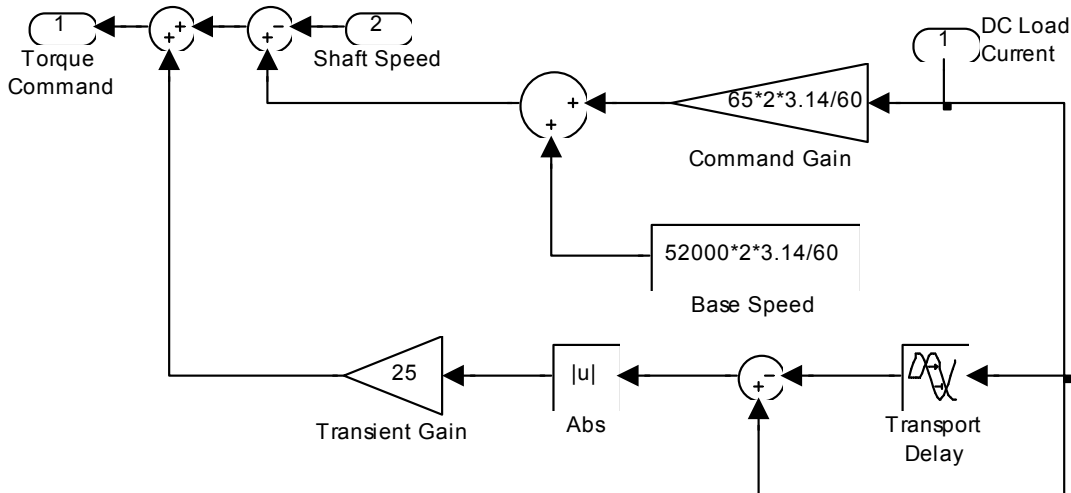 1
Torque
Command
+
+
-
+
2
Shaft Speed
1
DC Load
Current
+
+
65*2*3.14/60
Command Gain
52000*2*3.14/60
Base Speed
25
Transient Gain
|u|
Abs
-
+
Transport
Delay